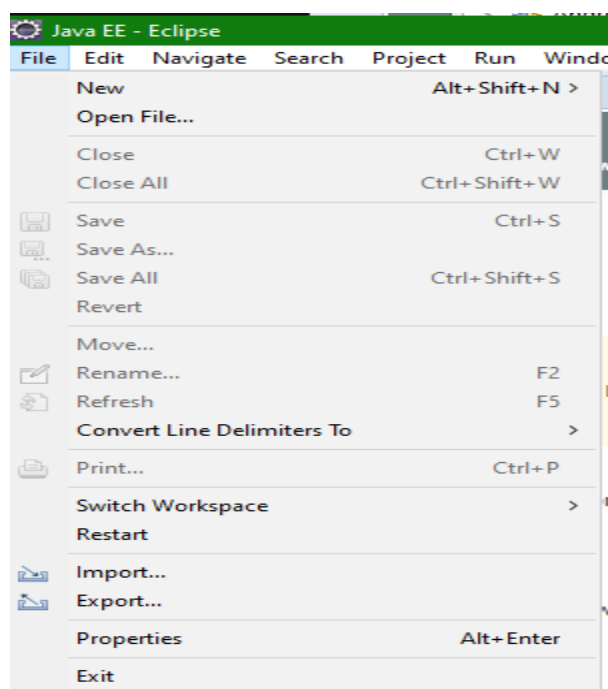 Java EE - Eclipse
File Edit Navigate Search Project Run
New Alt+Shift+N >
Open File...
Close Ctrl+W
Close All Ctrl+Shift+W
Save Ctrl+S
Save As...
Save All Ctrl+Shift+S
Revert
Move...
Rename... F2
Refresh F5
Convert Line Delimiters To >
Print... Ctrl+P
Switch Workspace >
Restart
Import...
Export...
Properties Alt+Enter
Exit